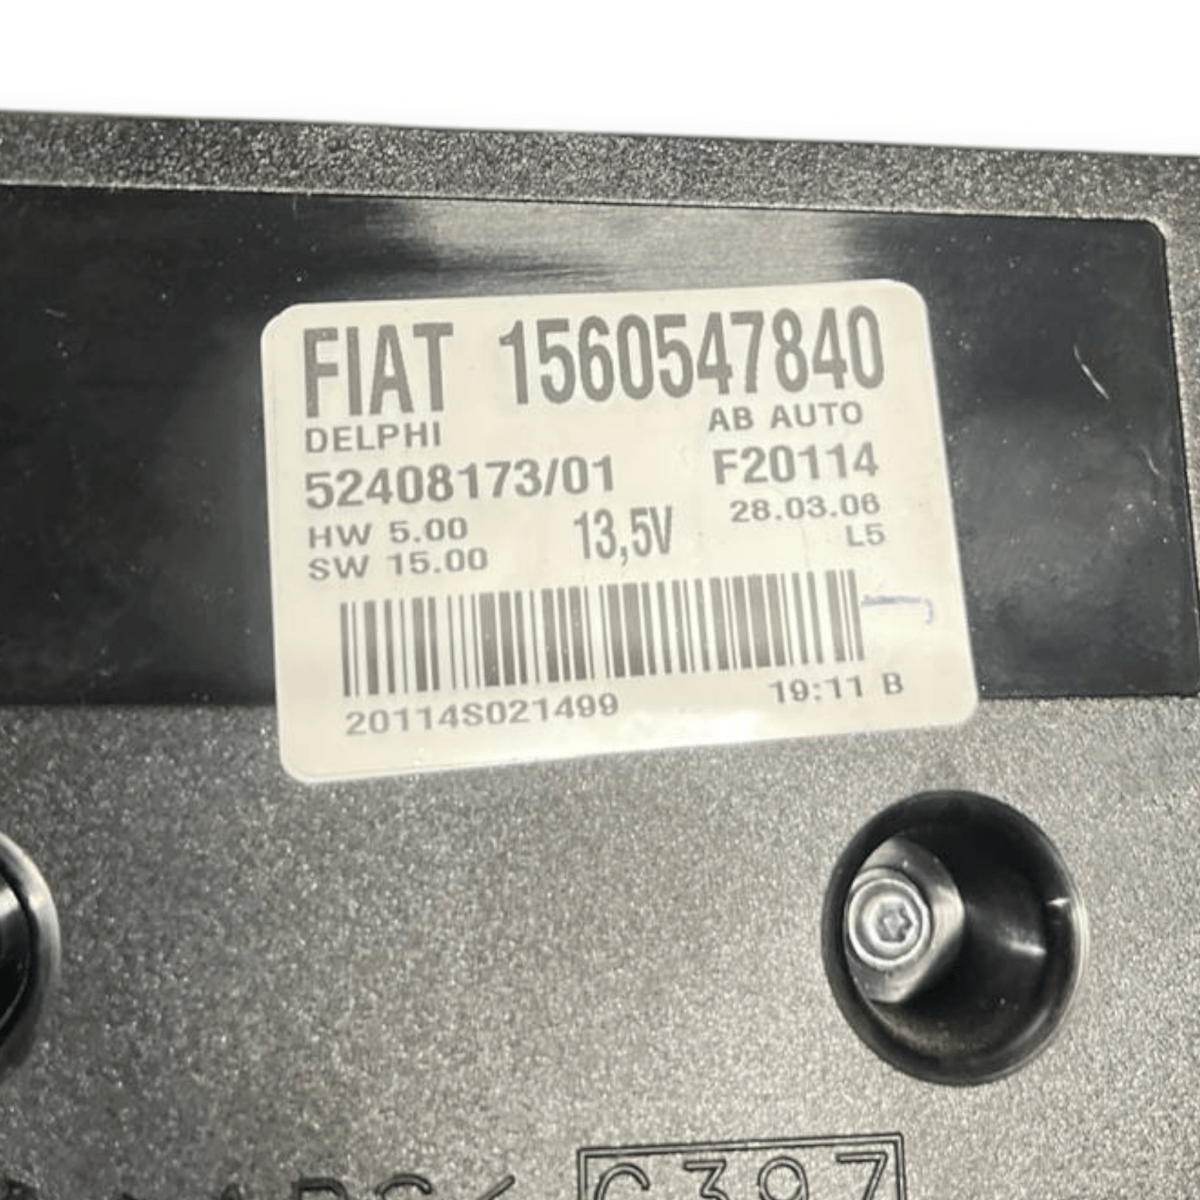 FIAT 1560547840
DELPHI AB AUTO
52408173/01 F20114
HW 5.00 13,5V 28.03.06
SW 15.00 L5
20114S021499 19:11 B
C397